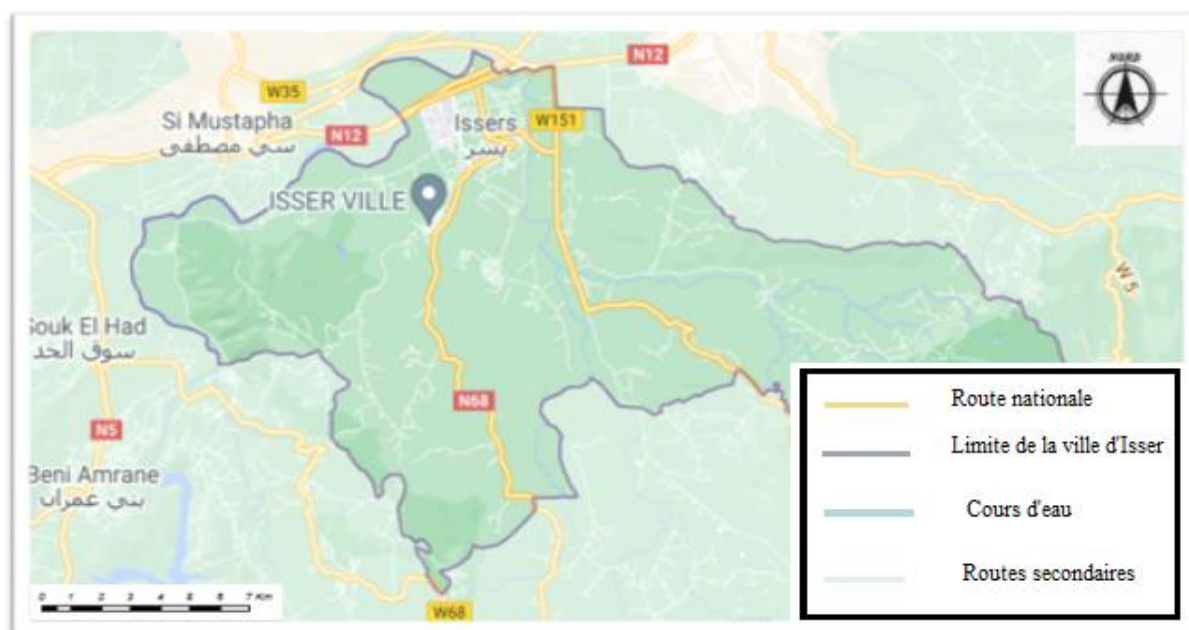 NORD
N12
W35
Si Mustapha
سي مصطفى
N12
Issers
يسر
W151
ISSER VILLE
W 5
Souk El Had
سوق الحد
N5
N68
Beni Amrane
بني عمران
W68
0 1 2 3 4 5 6 7 Km
Route nationale
Limite de la ville d'Isser
Cours d'eau
Routes secondaires